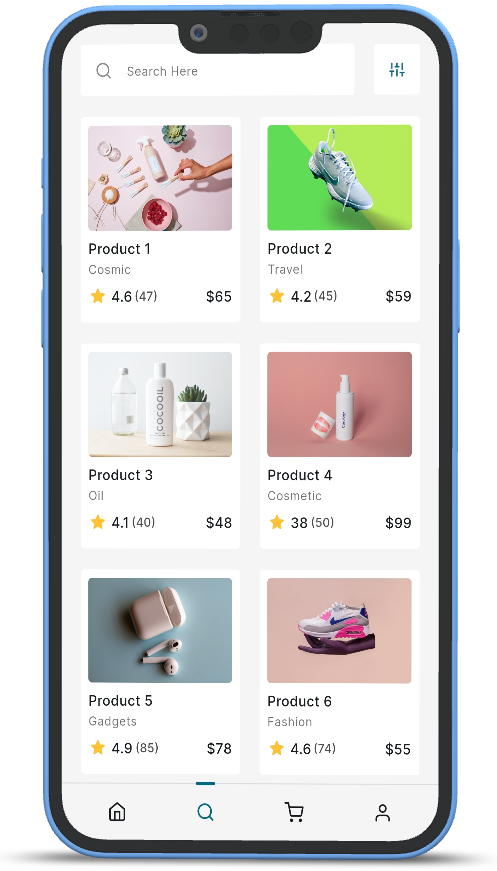 Search Here
Product 1
Cosmic
4.6 (47) $65
Product 2
Travel
4.2 (45) $59
COCOOIL
Product 3
Oil
4.1 (40) $48
Product 4
Cosmetic
38 (50) $99
Product 5
Gadgets
4.9 (85) $78
Product 6
Fashion
4.6 (74) $55